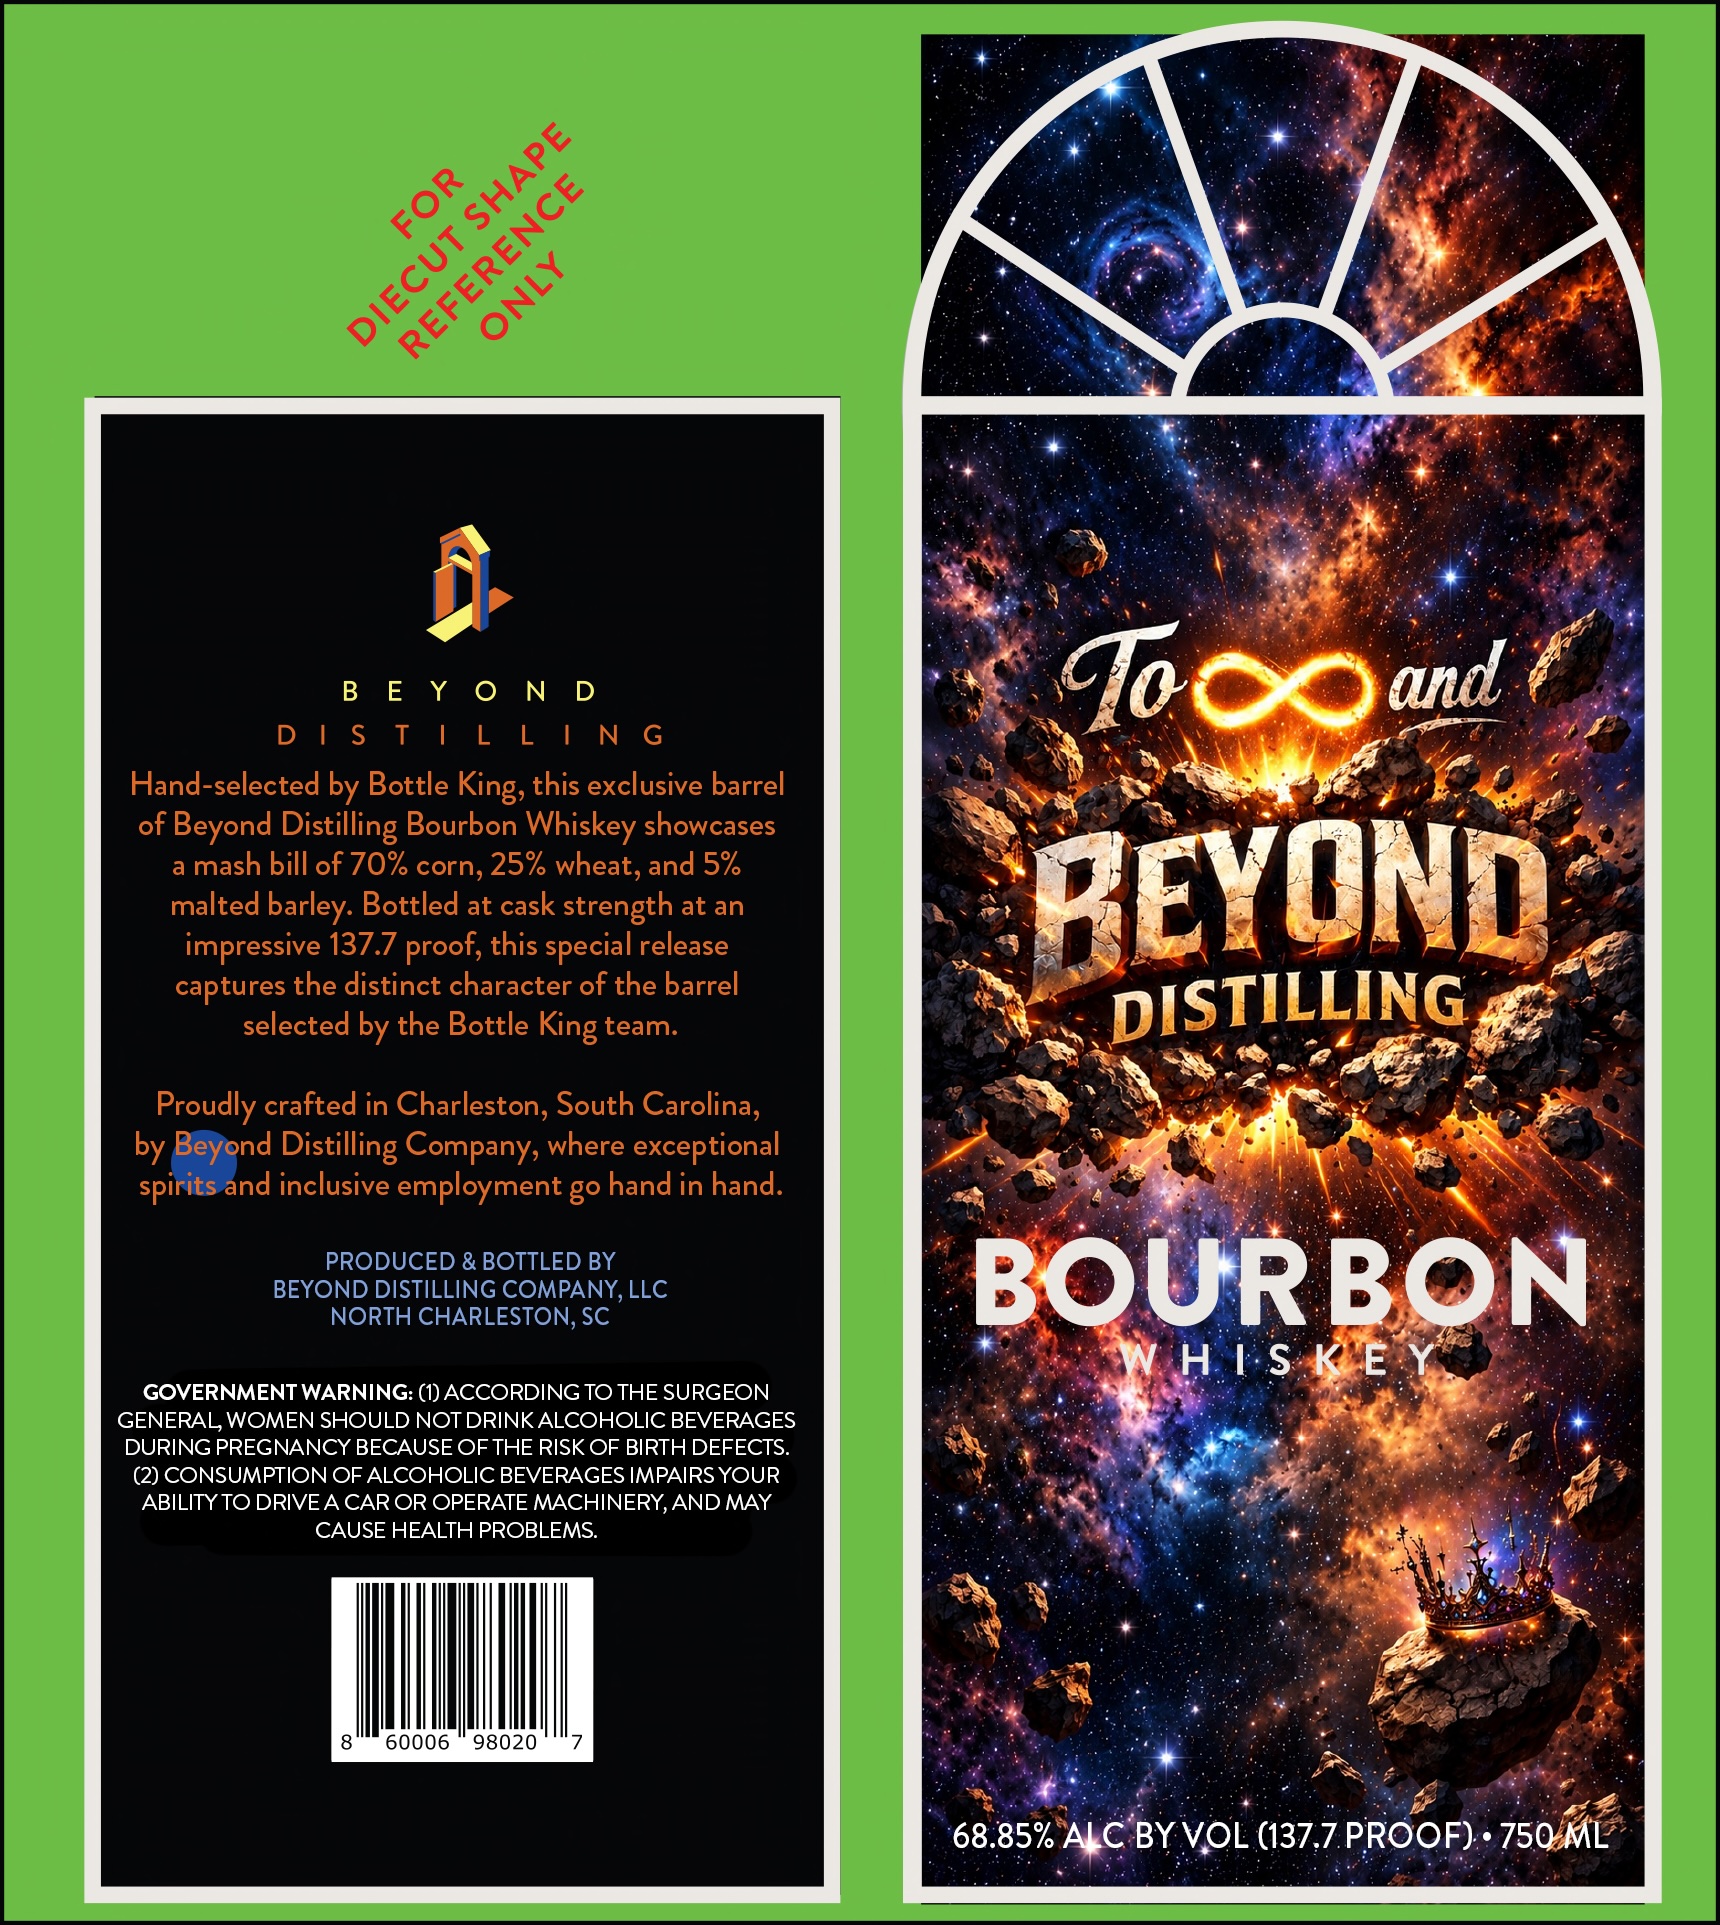 FOR
DIECUT SHAPE
REFERENCE
ONLY
BEYOND
DISTILLING
Hand-selected by Bottle King, this exclusive barrel
of Beyond Distilling Bourbon Whiskey showcases
a mash bill of 70% corn, 25% wheat, and 5%
malted barley. Bottled at cask strength at an
impressive 137.7 proof, this special release
captures the distinct character of the barrel
selected by the Bottle King team.
Proudly crafted in Charleston, South Carolina,
by Beyond Distilling Company, where exceptional
spirits and inclusive employment go hand in hand.
PRODUCED & BOTTLED BY
BEYOND DISTILLING COMPANY, LLC
NORTH CHARLESTON, SC
GOVERNMENT WARNING: (1) ACCORDING TO THE SURGEON
GENERAL, WOMEN SHOULD NOT DRINK ALCOHOLIC BEVERAGES
DURING PREGNANCY BECAUSE OF THE RISK OF BIRTH DEFECTS.
(2) CONSUMPTION OF ALCOHOLIC BEVERAGES IMPAIRS YOUR
ABILITY TO DRIVE A CAR OR OPERATE MACHINERY, AND MAY
CAUSE HEALTH PROBLEMS.
8 60006 98020 7
To ∞ and
BEYOND
DISTILLING
BOURBON
WHISKEY
68.85% ALC BY VOL (137.7 PROOF) • 750 ML